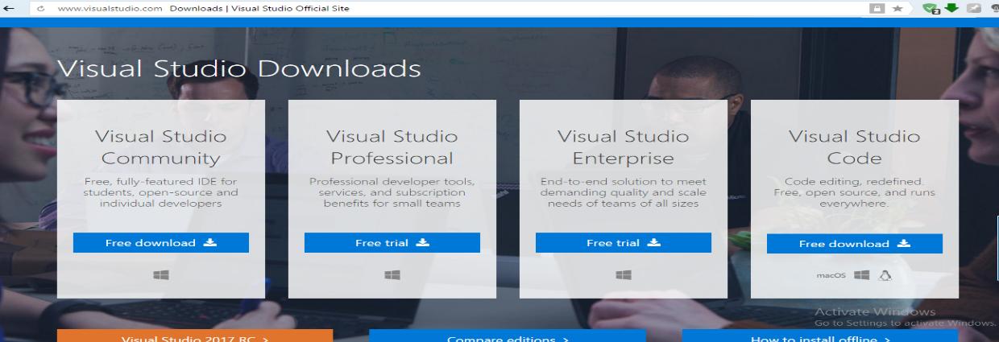 www.visualstudio.com Downloads | Visual Studio Official Site
2
Visual Studio Downloads
Visual Studio
Community
Free, fully-featured IDE for
students, open-source and
individual developers
Free download
Visual Studio
Professional
Professional developer tools,
services, and subscription
benefits for small teams
Free trial
Visual Studio
Enterprise
End-to-end solution to meet
demanding quality and scale
needs of teams of all sizes
Free trial
Visual Studio
Code
Code editing, redefined.
Free, open source, and runs
everywhere.
Free download
macOS
Activate Windows
Go to Settings to activate Windows.
Visual Studio 2017 RC >
Compare editions >
How to install offline >